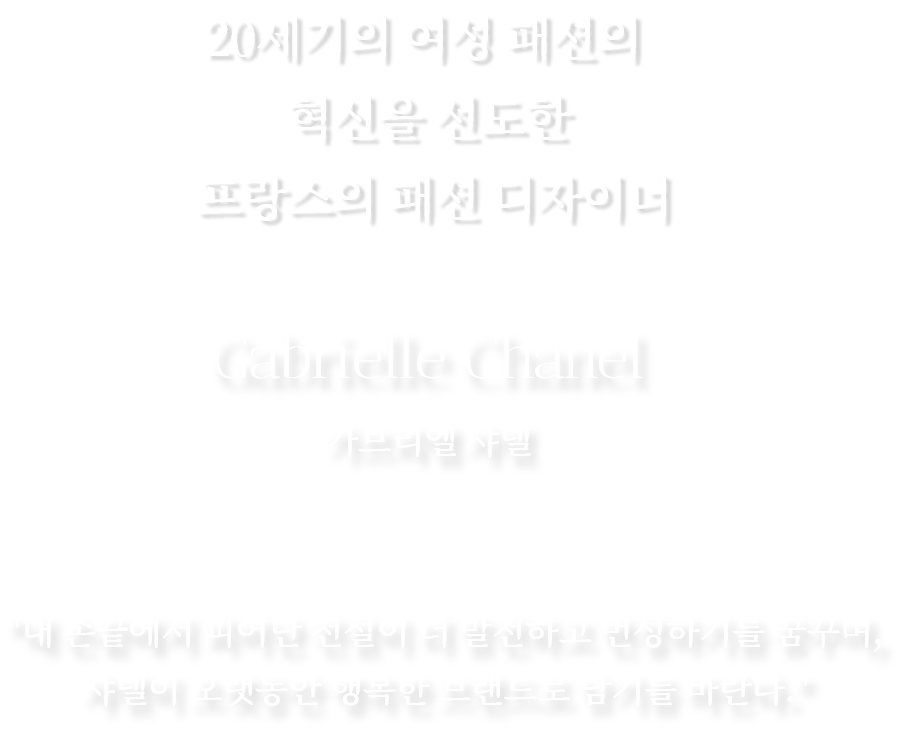 20세기의 여성 패션의
혁신을 선도한
프랑스의 패션 디자이너
Gabrielle Chanel
가브리엘 샤넬
"내 손끝에서 피어난 전설이 더 발전하고 번성하기를 꿈꾸며,
샤넬이 오랫동안 행복한 브랜드로 남기를 바란다."